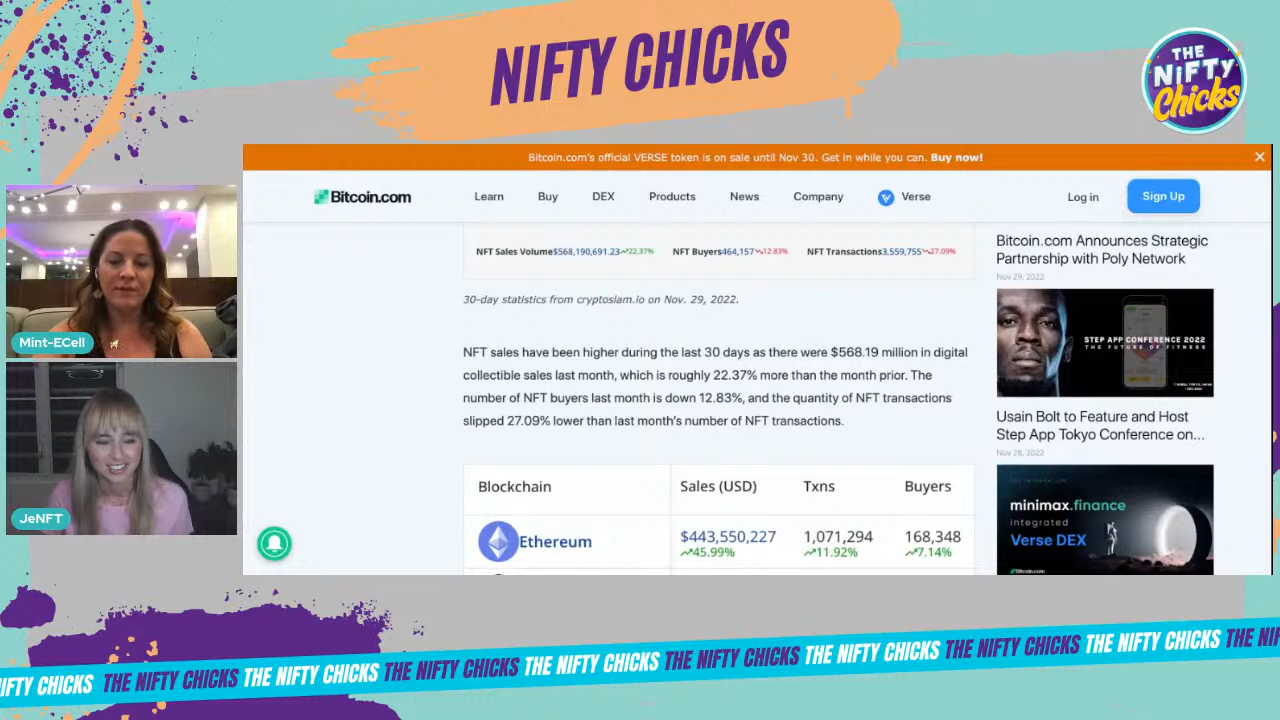 NIFTY CHICKS
THE
NiFTy
Chicks
Bitcoin.com's official VERSE token is on sale until Nov 30. Get in while you can. Buy now!
Bitcoin.com
Learn
Buy
DEX
Products
News
Company
Verse
Log in
Sign Up
NFT Sales Volume$568,190,691.23 22.37%
NFT Buyers464,157 12.83%
NFT Transactions3,559,755 27.09%
30-day statistics from cryptoslam.io on Nov. 29, 2022.
NFT sales have been higher during the last 30 days as there were $568.19 million in digital
collectible sales last month, which is roughly 22.37% more than the month prior. The
number of NFT buyers last month is down 12.83%, and the quantity of NFT transactions
slipped 27.09% lower than last month's number of NFT transactions.
Blockchain
Sales (USD)
Txns
Buyers
Ethereum
$443,550,227
1,071,294
168,348
45.99%
11.92%
7.14%
Bitcoin.com Announces Strategic
Partnership with Poly Network
Nov 29, 2022
STEP APP CONFERENCE 2022
THE FUTURE OF FITNESS
Usain Bolt to Feature and Host
Step App Tokyo Conference on...
Nov 28, 2022
minimax.finance
integrated
Verse DEX
Bitcoin.com
Mint-ECell
JeNFT
NIFTY CHICKS THE NIFTY CHICKS THE NIFTY CHICKS THE NIFTY CHICKS THE NIFTY CHICKS THE NIFTY CHICKS THE NIFTY CHICKS THE NIFTY CHICKS THE NIFTY CHICKS THE NIF